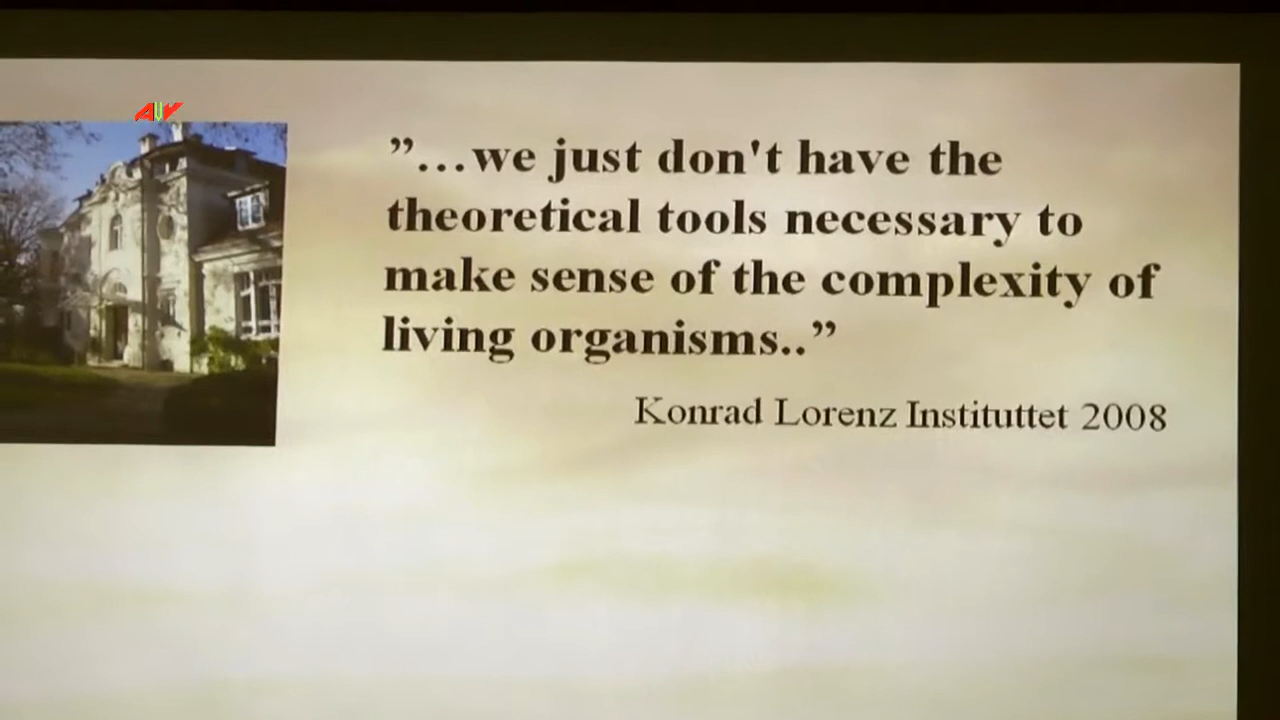 ”...we just don't have the
theoretical tools necessary to
make sense of the complexity of
living organisms..”
Konrad Lorenz Instituttet 2008